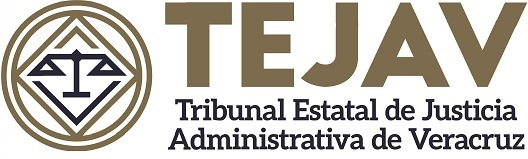 TEJAV
Tribunal Estatal de Justicia
Administrativa de Veracruz